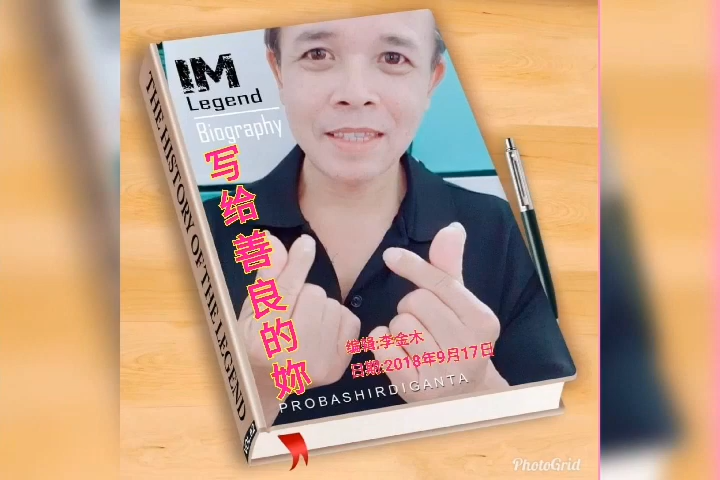 IM
Legend
Biography
写给善良的妳
编辑:李金木
日期:2018年9月17日
PROBASHIRDIGANTA
THE HISTORY OF THE LEGEND
PhotoGrid